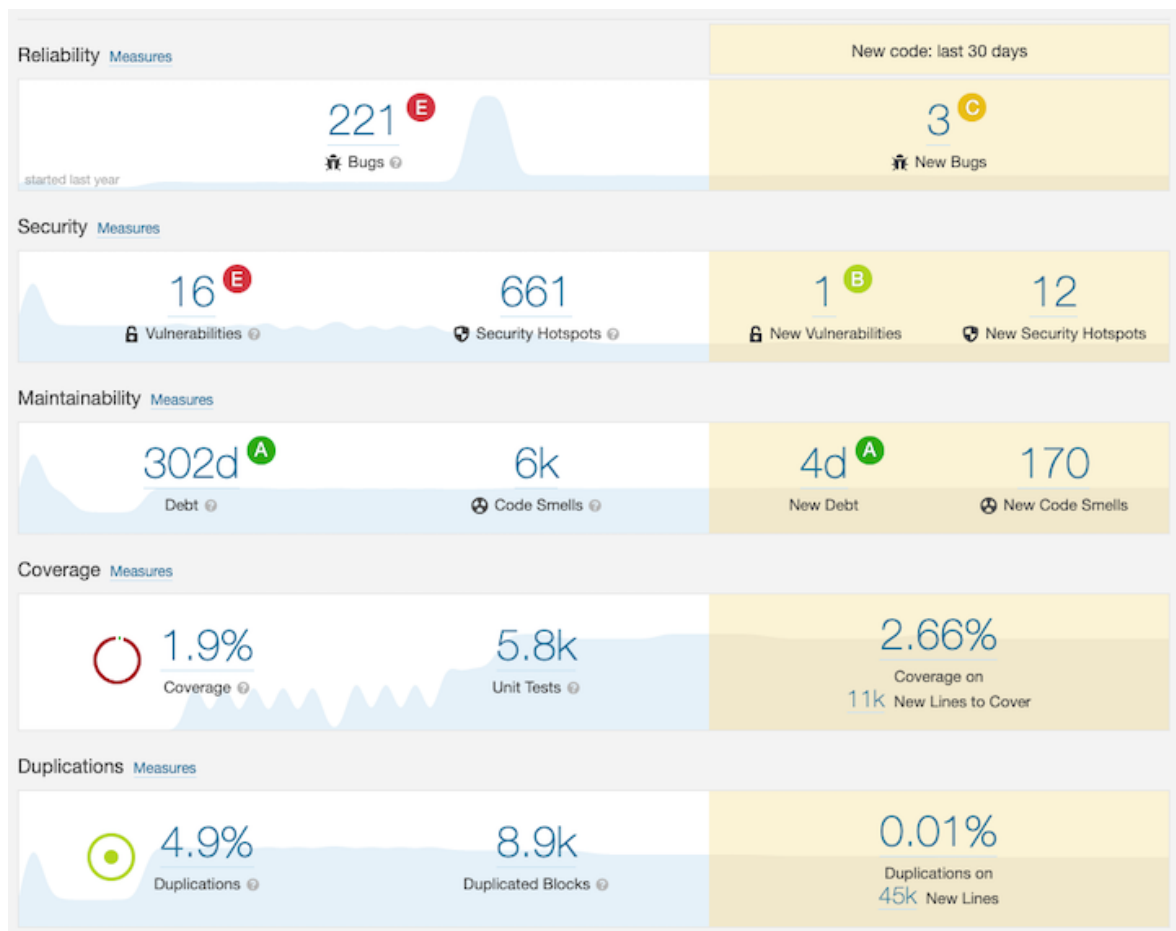 Reliability Measures
New code: last 30 days
221 E
3 C
Bugs
New Bugs
started last year
Security Measures
16 E
661
1 B
12
Vulnerabilities
Security Hotspots
New Vulnerabilities
New Security Hotspots
Maintainability Measures
302d A
6k
4d A
170
Debt
Code Smells
New Debt
New Code Smells
Coverage Measures
1.9%
5.8k
2.66%
Coverage
Unit Tests
Coverage on
11k New Lines to Cover
Duplications Measures
4.9%
8.9k
0.01%
Duplications
Duplicated Blocks
Duplications on
45k New Lines